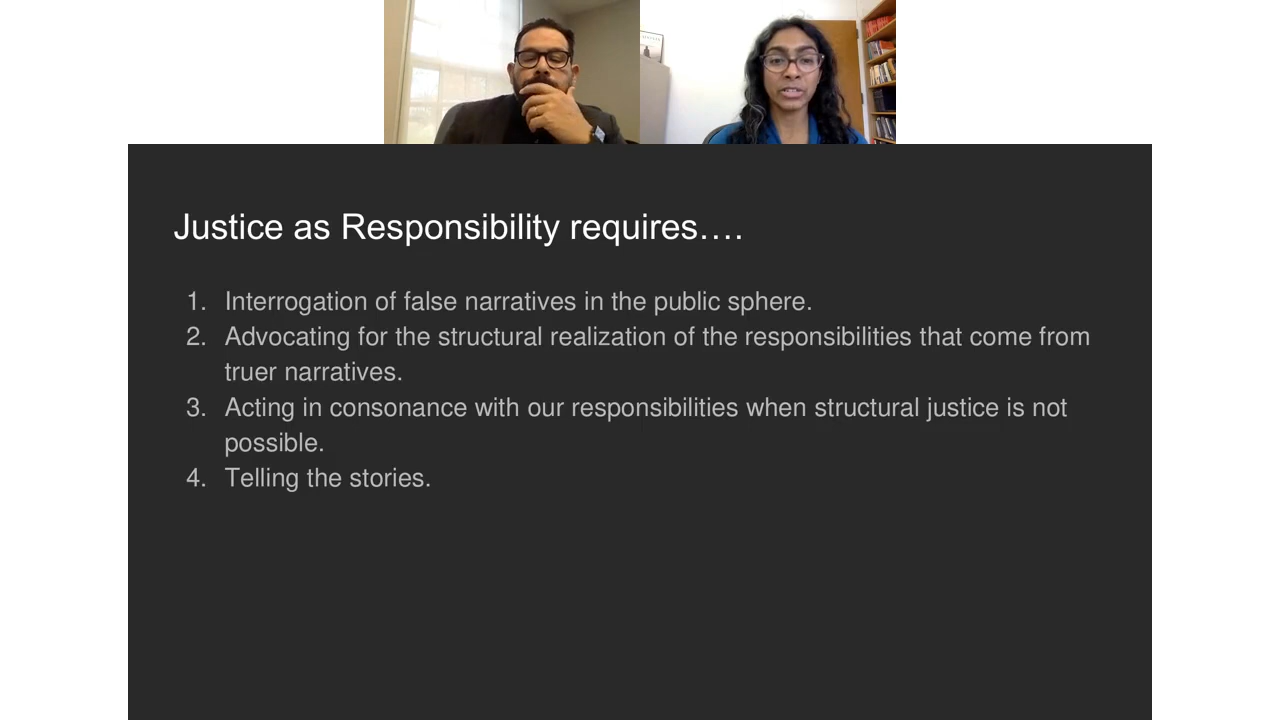 Justice as Responsibility requires….
1. Interrogation of false narratives in the public sphere.
2. Advocating for the structural realization of the responsibilities that come from
truer narratives.
3. Acting in consonance with our responsibilities when structural justice is not
possible.
4. Telling the stories.